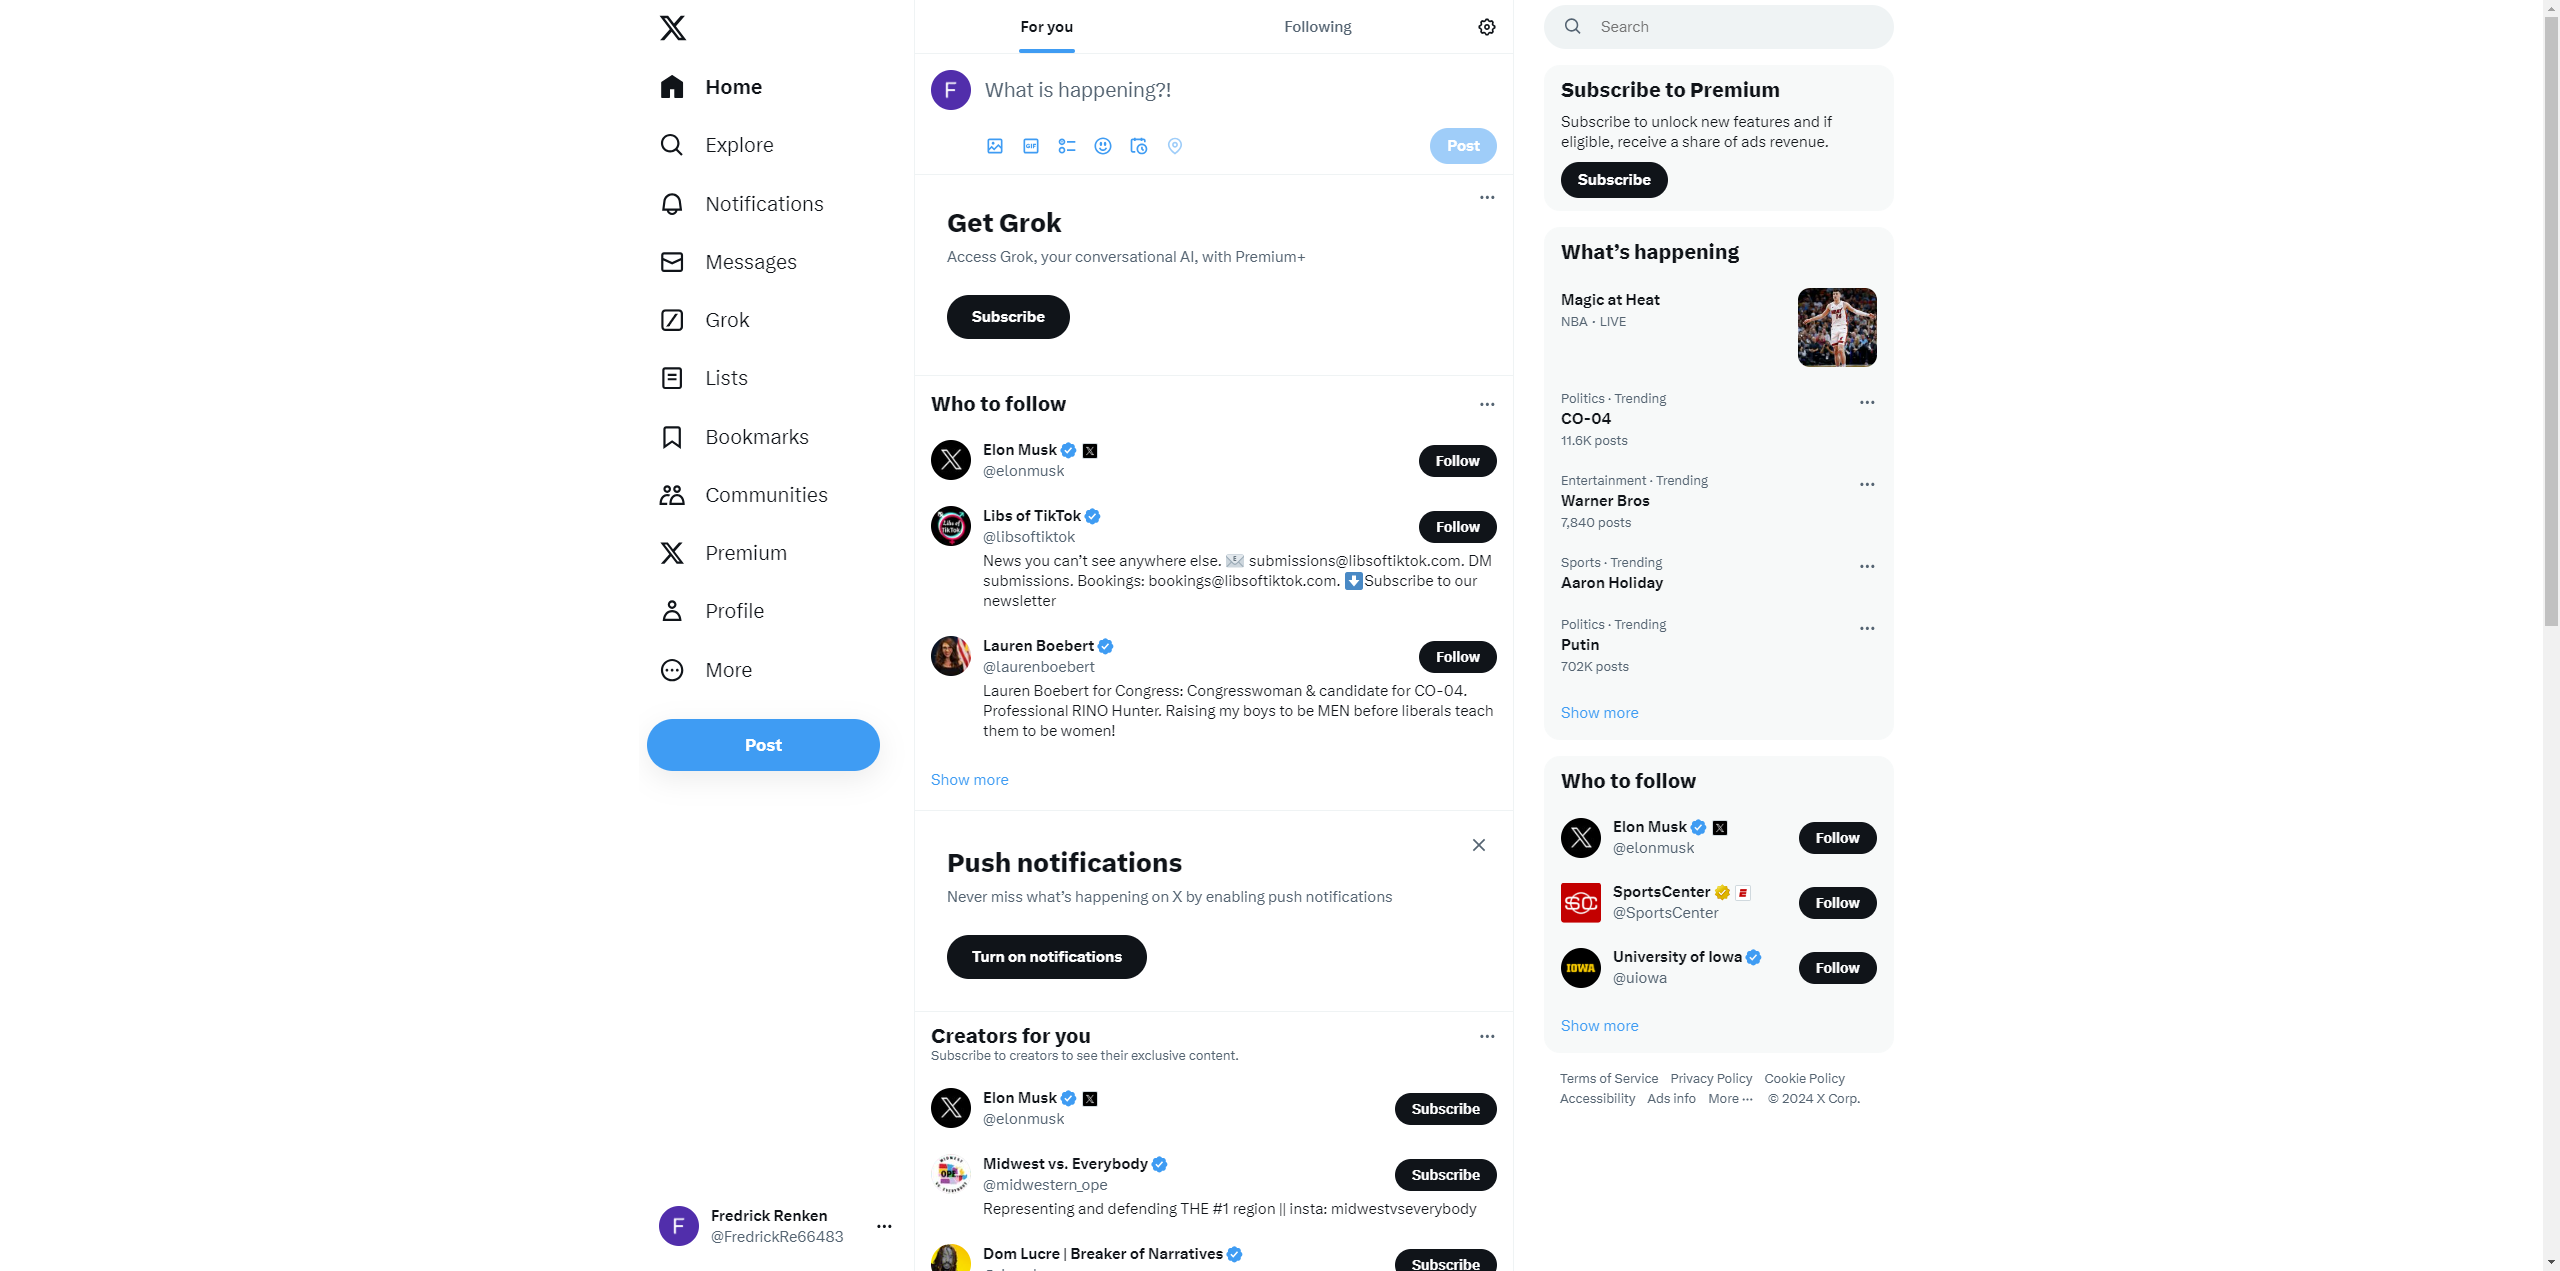 Home
Explore
Notifications
Messages
Grok
Lists
Bookmarks
Communities
Premium
Profile
More
Post
F
Fredrick Renken
@FredrickRe66483
For you
Following
F
What is happening?!
GIF
Post
Get Grok
Access Grok, your conversational AI, with Premium+
Subscribe
Who to follow
Elon Musk
@elonmusk
Follow
Libs of TikTok
@libsoftiktok
Follow
News you can’t see anywhere else. 📧 submissions@libsoftiktok.com. DM
submissions. Bookings: bookings@libsoftiktok.com. ⬇️Subscribe to our
newsletter
Lauren Boebert
@laurenboebert
Follow
Lauren Boebert for Congress: Congresswoman & candidate for CO-04.
Professional RINO Hunter. Raising my boys to be MEN before liberals teach
them to be women!
Show more
Push notifications
Never miss what’s happening on X by enabling push notifications
Turn on notifications
Creators for you
Subscribe to creators to see their exclusive content.
Elon Musk
@elonmusk
Subscribe
Midwest vs. Everybody
@midwestern_ope
Subscribe
Representing and defending THE #1 region || insta: midwestvseverybody
Dom Lucre | Breaker of Narratives
Subscribe
Search
Subscribe to Premium
Subscribe to unlock new features and if
eligible, receive a share of ads revenue.
Subscribe
What’s happening
Magic at Heat
NBA · LIVE
Politics · Trending
CO-04
11.6K posts
Entertainment · Trending
Warner Bros
7,840 posts
Sports · Trending
Aaron Holiday
Politics · Trending
Putin
702K posts
Show more
Who to follow
Elon Musk
@elonmusk
Follow
SC
SportsCenter
@SportsCenter
Follow
IOWA
University of Iowa
@uiowa
Follow
Show more
Terms of Service Privacy Policy Cookie Policy
Accessibility Ads info More ··· © 2024 X Corp.